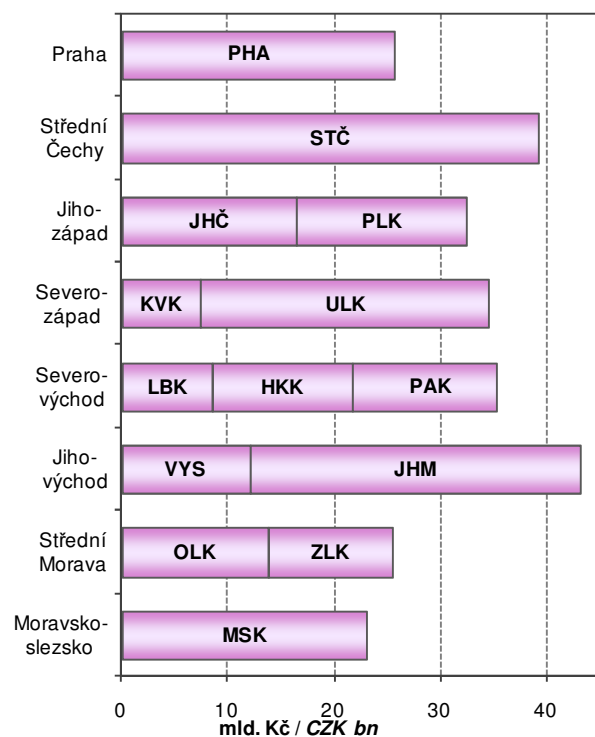 Praha
PHA
Střední
Čechy
STČ
Jiho-
západ
JHČ PLK
Severo-
západ
KVK ULK
Severo-
východ
LBK HKK PAK
Jiho-
východ
VYS JHM
Střední
Morava
OLK ZLK
Moravsko-
slezsko
MSK
0 10 20 30 40
mld. Kč / CZK bn